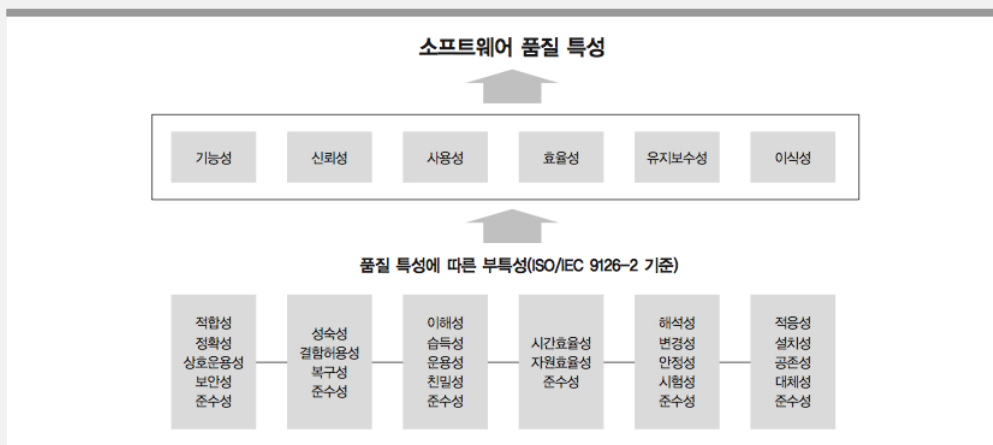 소프트웨어 품질 특성
기능성
신뢰성
사용성
효율성
유지보수성
이식성
품질 특성에 따른 부특성(ISO/IEC 9126-2 기준)
적합성
정확성
상호운용성
보안성
준수성
성숙성
결함허용성
복구성
준수성
이해성
습득성
운용성
친밀성
준수성
시간효율성
자원효율성
준수성
해석성
변경성
안정성
시험성
준수성
적응성
설치성
공존성
대체성
준수성